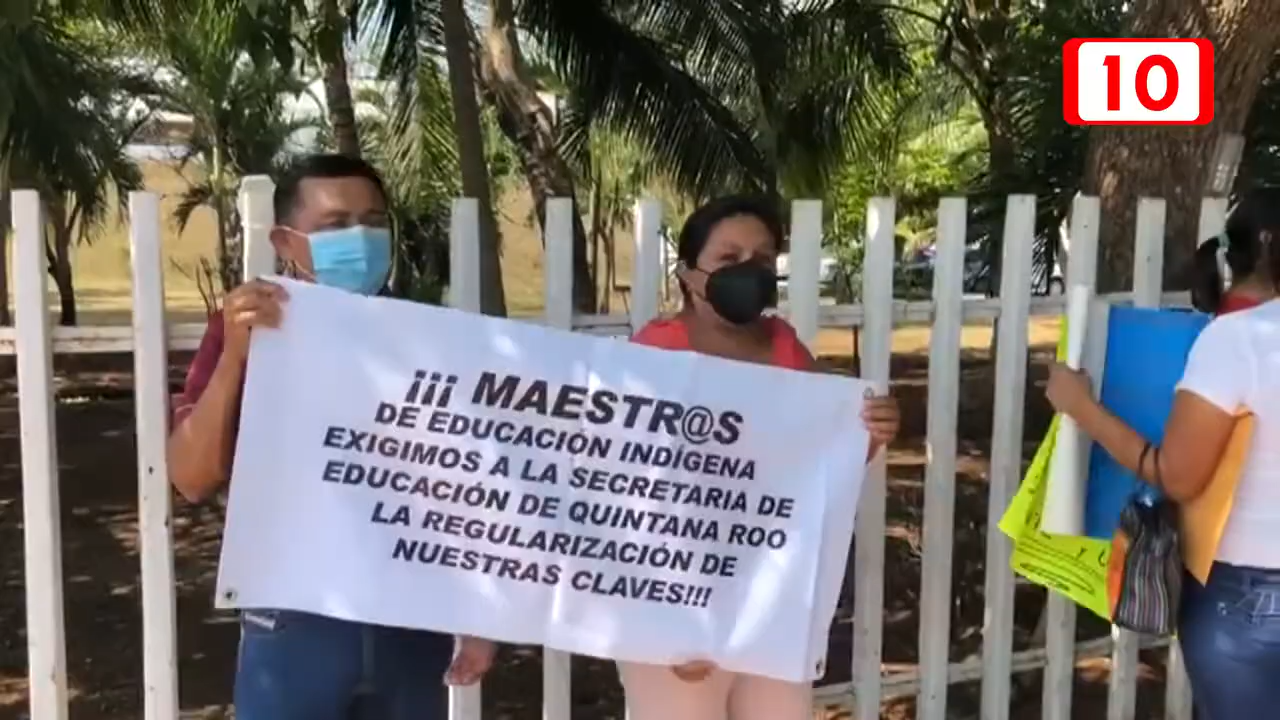 10
¡¡¡ MAESTR@S
DE EDUCACIÓN INDÍGENA
EXIGIMOS A LA SECRETARIA DE
EDUCACIÓN DE QUINTANA ROO
LA REGULARIZACIÓN DE
NUESTRAS CLAVES!!!